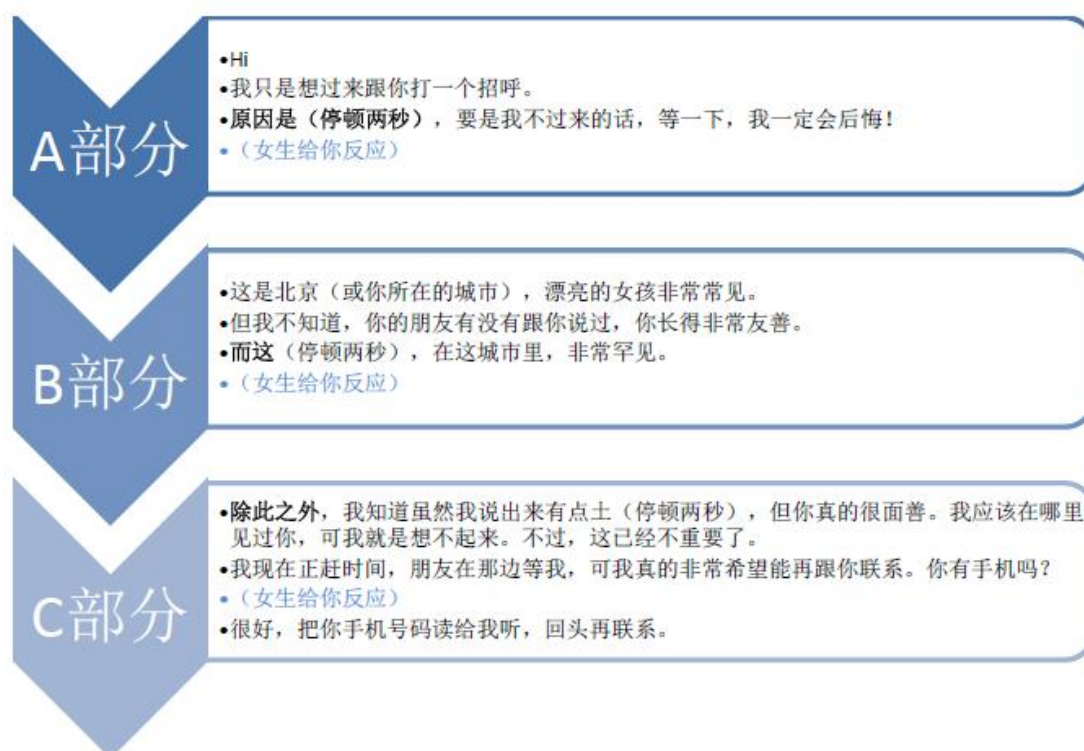 A部分
•Hi
•我只是想过来跟你打一个招呼。
•原因是（停顿两秒），要是我不过来的话，等一下，我一定会后悔！
•（女生给你反应）
B部分
•这是北京（或你所在的城市），漂亮的女孩非常常见。
•但我不知道，你的朋友有没有跟你说过，你长得非常友善。
•而这（停顿两秒），在这城市里，非常罕见。
•（女生给你反应）
C部分
•除此之外，我知道虽然我说出来有点土（停顿两秒），但你真的很面善。我应该在哪里
见过你，可我就是想不起来。不过，这已经不重要了。
•我现在正赶时间，朋友在那边等我，可我真的非常希望能再跟你联系。你有手机吗？
•（女生给你反应）
•很好，把你手机号码读给我听，回头再联系。